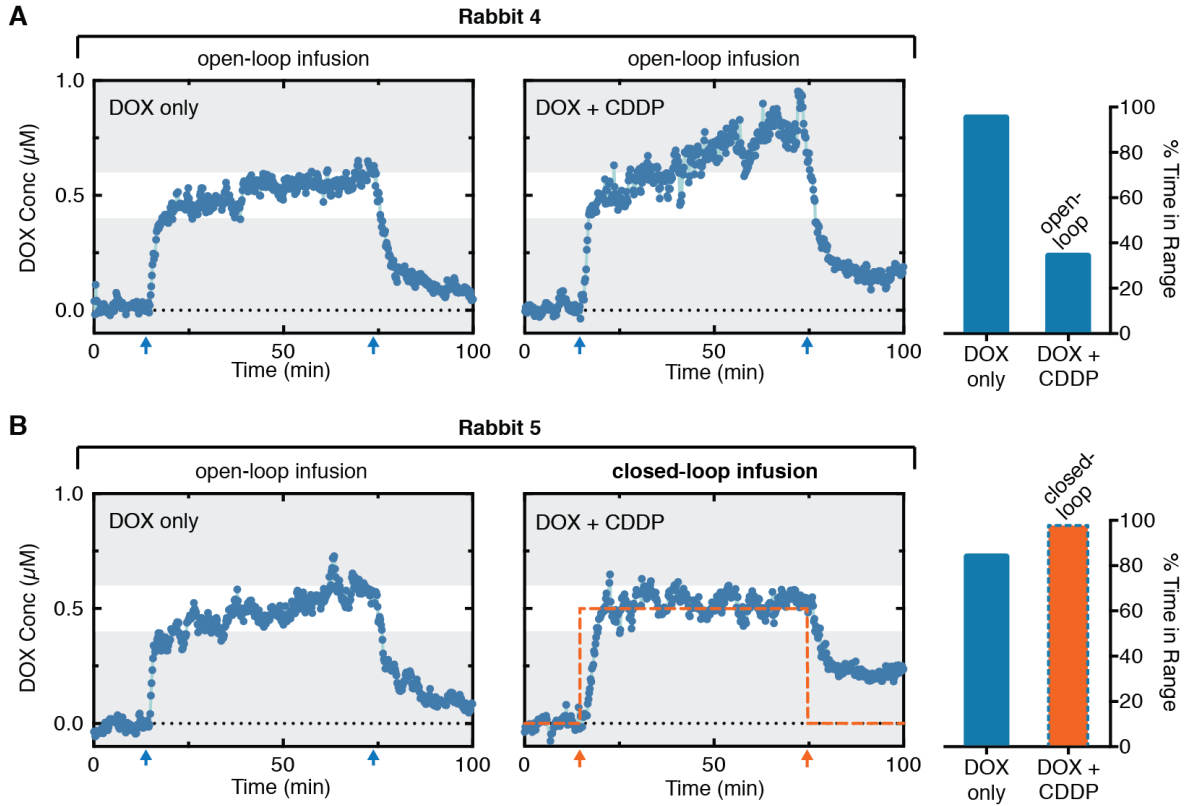 A
Rabbit 4
open-loop infusion
open-loop infusion
DOX only
DOX + CDDP
DOX Conc (µM)
1.0
0.5
0.0
0
50
100
Time (min)
0
50
100
Time (min)
open-
loop
100
80
60
40
20
0
% Time in Range
DOX
only
DOX +
CDDP
B
Rabbit 5
open-loop infusion
closed-loop infusion
DOX only
DOX + CDDP
DOX Conc (µM)
1.0
0.5
0.0
0
50
100
Time (min)
0
50
100
Time (min)
closed-
loop
100
80
60
40
20
0
% Time in Range
DOX
only
DOX +
CDDP